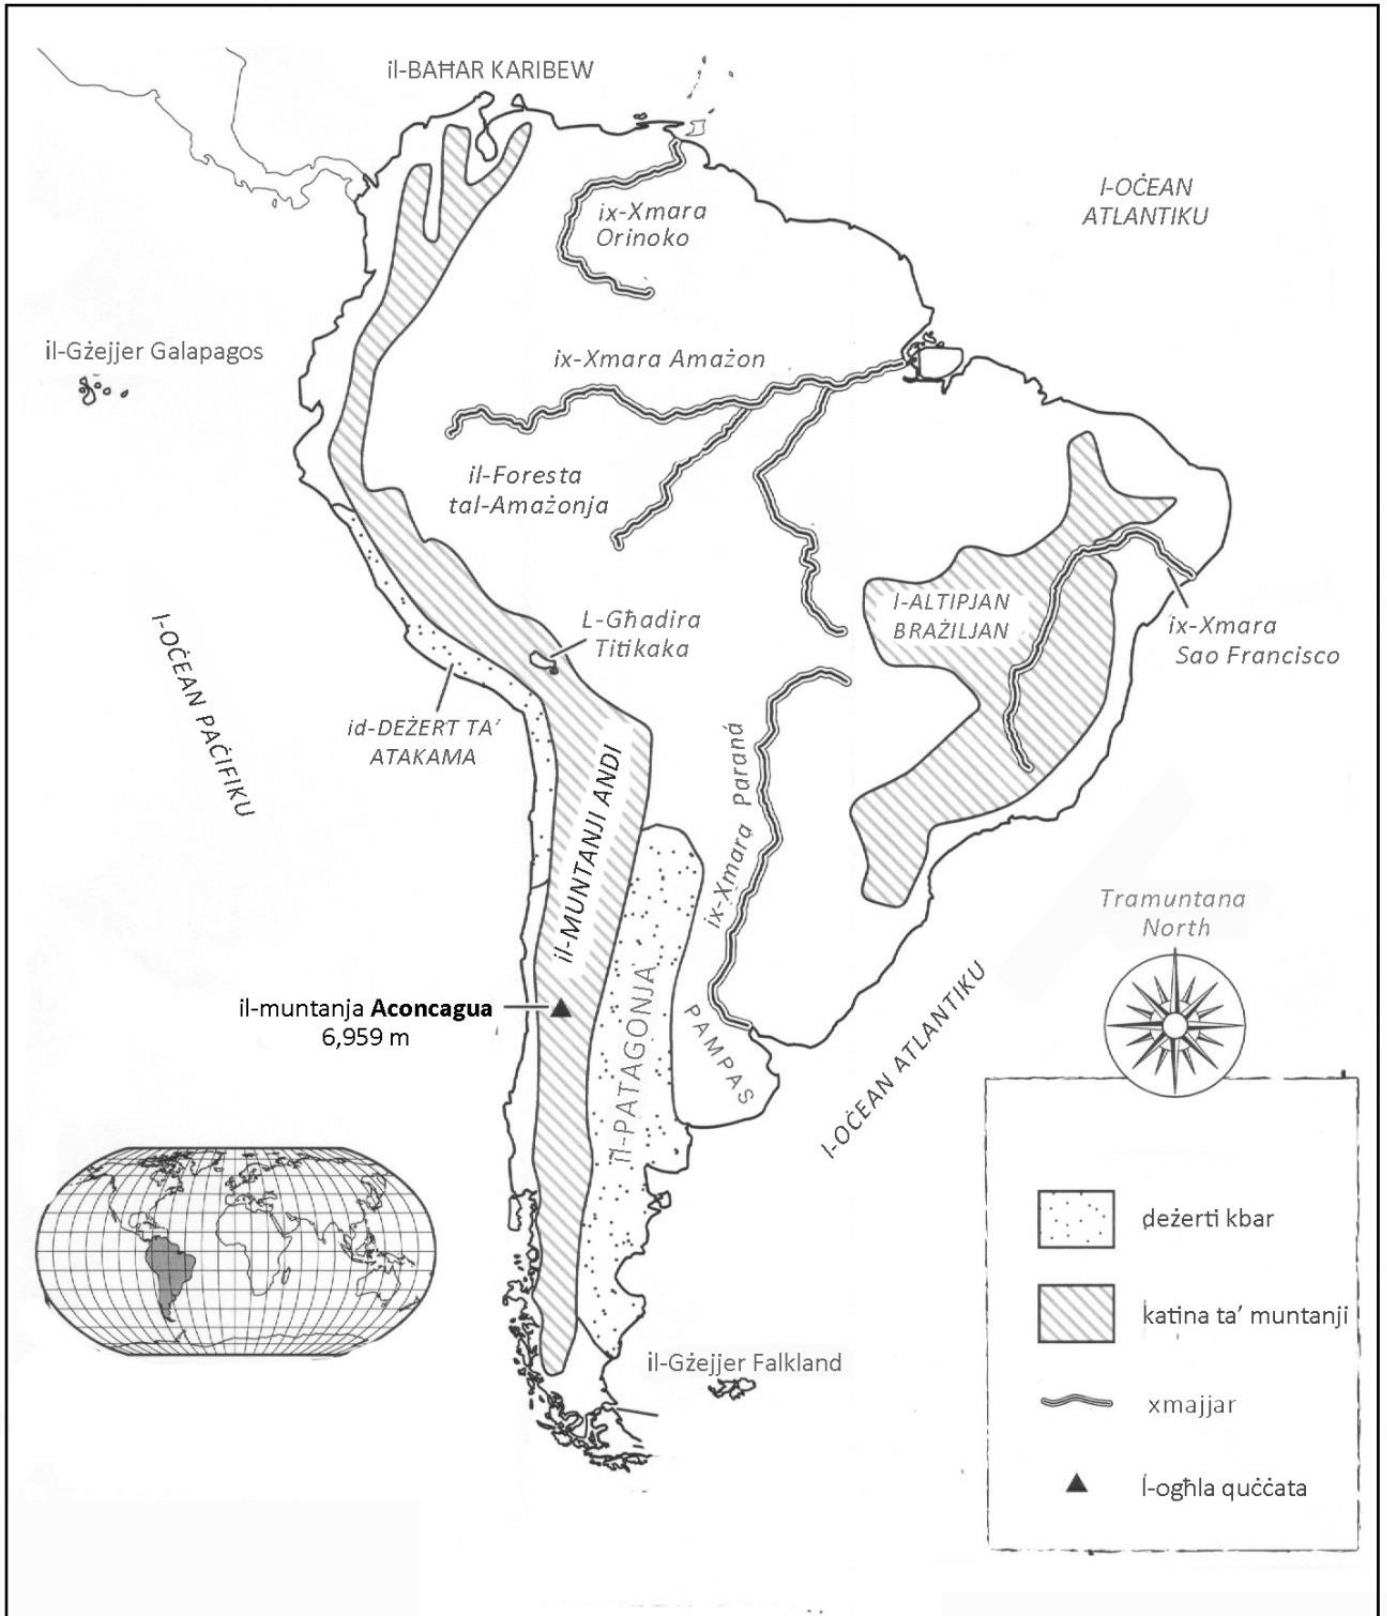 il-BAĦAR KARIBEW
l-OĊEAN
ATLANTIKU
ix-Xmara
Orinoko
il-Gżejjer Galapagos
ix-Xmara Amażon
il-Foresta
tal-Amażonja
l-ALTIPJAN
BRAŻILJAN
L-Għadira
Titikaka
ix-Xmara
Sao Francisco
l-OĊEAN PAĊIFIKU
id-DEŻERT TA’
ATAKAMA
il-MUNTANJI ANDI
ix-Xmara Paraná
Tramuntana
North
il-muntanja Aconcagua
6,959 m
il-PATAGONJA
PAMPAS
l-OĊEAN ATLANTIKU
deżerti kbar
katina ta’ muntanji
il-Gżejjer Falkland
xmajjar
l-ogħla quċċata